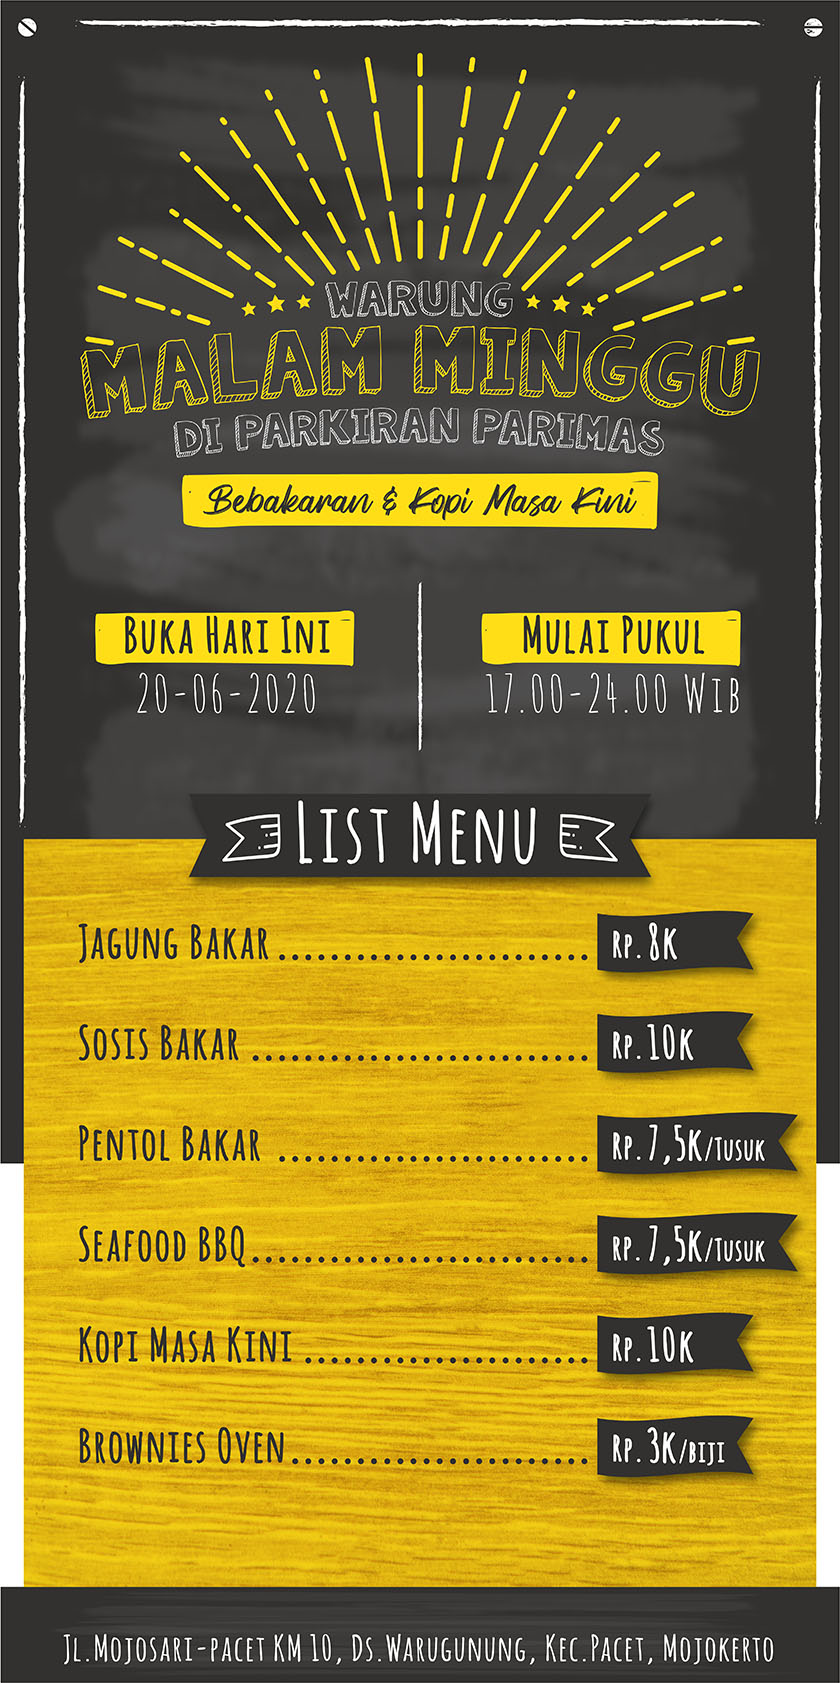 WARUNG
MALAM MINGGU
DI PARKIRAN PARIMAS
Bebakaran & Kopi Masa Kini
BUKA HARI INI
20-06-2020
MULAI PUKUL
17.00-24.00 WIB
LIST MENU
JAGUNG BAKAR RP. 8K
SOSIS BAKAR RP. 10K
PENTOL BAKAR RP. 7,5K/TUSUK
SEAFOOD BBQ RP. 7,5K/TUSUK
KOPI MASA KINI RP. 10K
BROWNIES OVEN RP. 3K/BIJI
JL.MOJOSARI-PACET KM 10, DS.WARUGUNUNG, KEC.PACET, MOJOKERTO